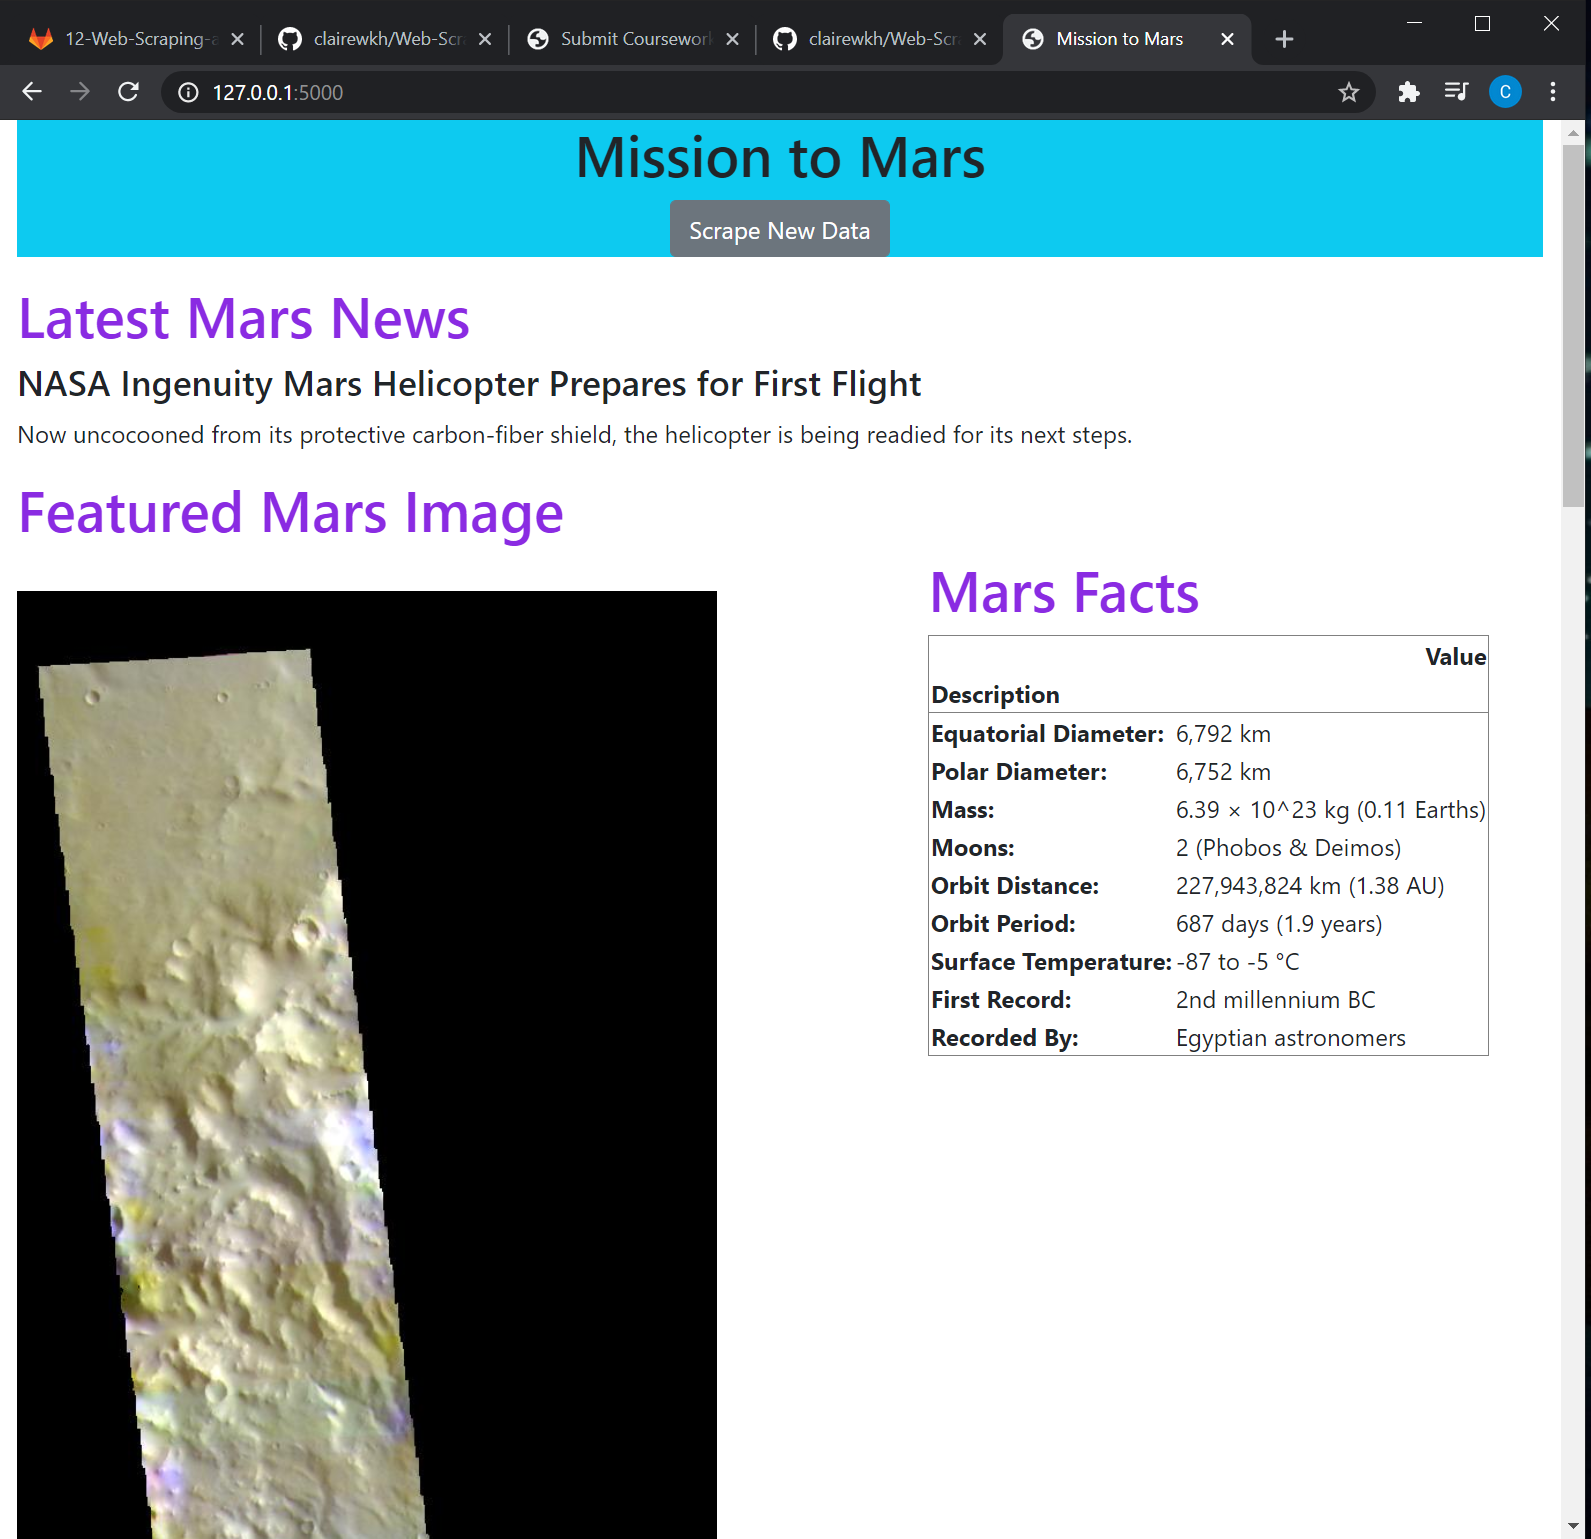 12-Web-Scraping-a
clairewkh/Web-Scra
Submit Coursework
clairewkh/Web-Scra
Mission to Mars
127.0.0.1:5000
C
Mission to Mars
Scrape New Data
Latest Mars News
NASA Ingenuity Mars Helicopter Prepares for First Flight
Now uncocooned from its protective carbon-fiber shield, the helicopter is being readied for its next steps.
Featured Mars Image
Mars Facts
Value
Description
Equatorial Diameter: 6,792 km
Polar Diameter: 6,752 km
Mass: 6.39 × 10^23 kg (0.11 Earths)
Moons: 2 (Phobos & Deimos)
Orbit Distance: 227,943,824 km (1.38 AU)
Orbit Period: 687 days (1.9 years)
Surface Temperature: -87 to -5 °C
First Record: 2nd millennium BC
Recorded By: Egyptian astronomers